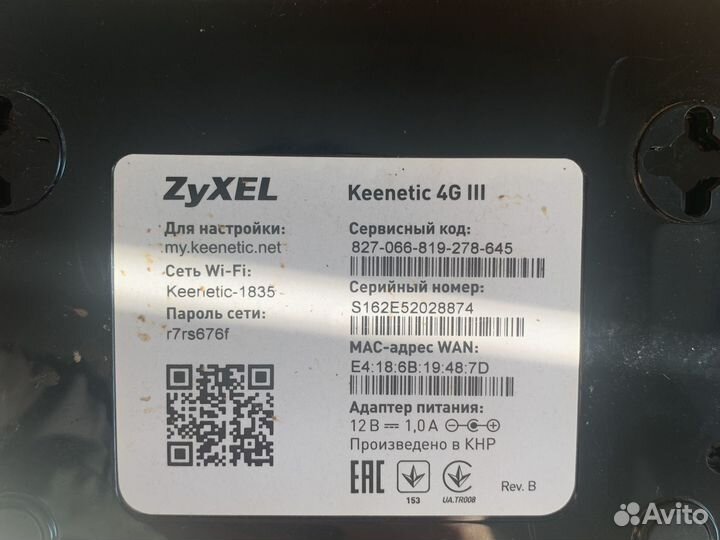 ZyXEL
Keenetic 4G III
Для настройки:
my.keenetic.net
Сеть Wi-Fi:
Keenetic-1835
Пароль сети:
r7rs676f
Сервисный код:
827-066-819-278-645
Серийный номер:
S162E52028874
MAC-адрес WAN:
E4:18:6B:19:48:7D
Адаптер питания:
12 В 1,0 А
Произведено в КНР
EAC
153
UA.TR008
Rev. B
Avito